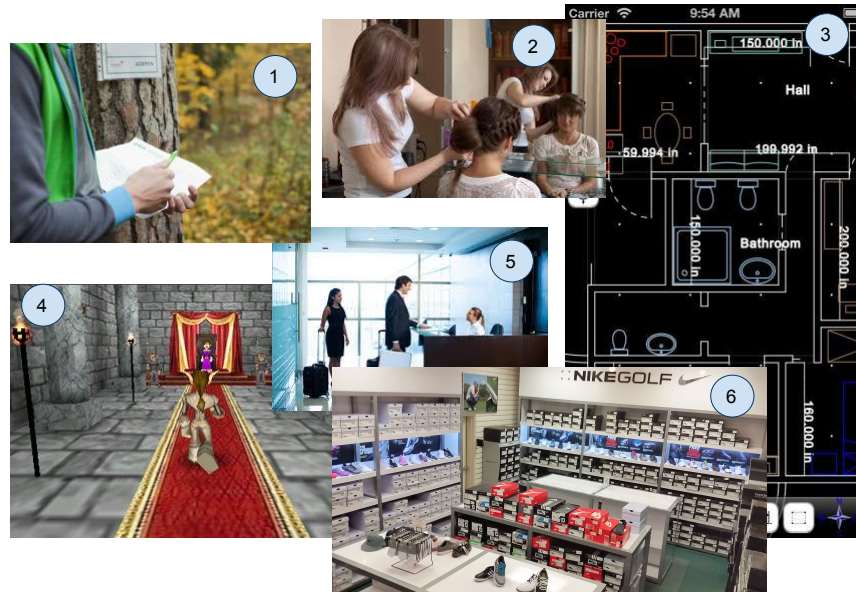 1
2
Carrier 9:54 AM
3
150.000 in
Hall
59.994 in
199.992 in
150.000 in
Bathroom
200.000 in
160.000 in
4
5
NIKEGOLF
6